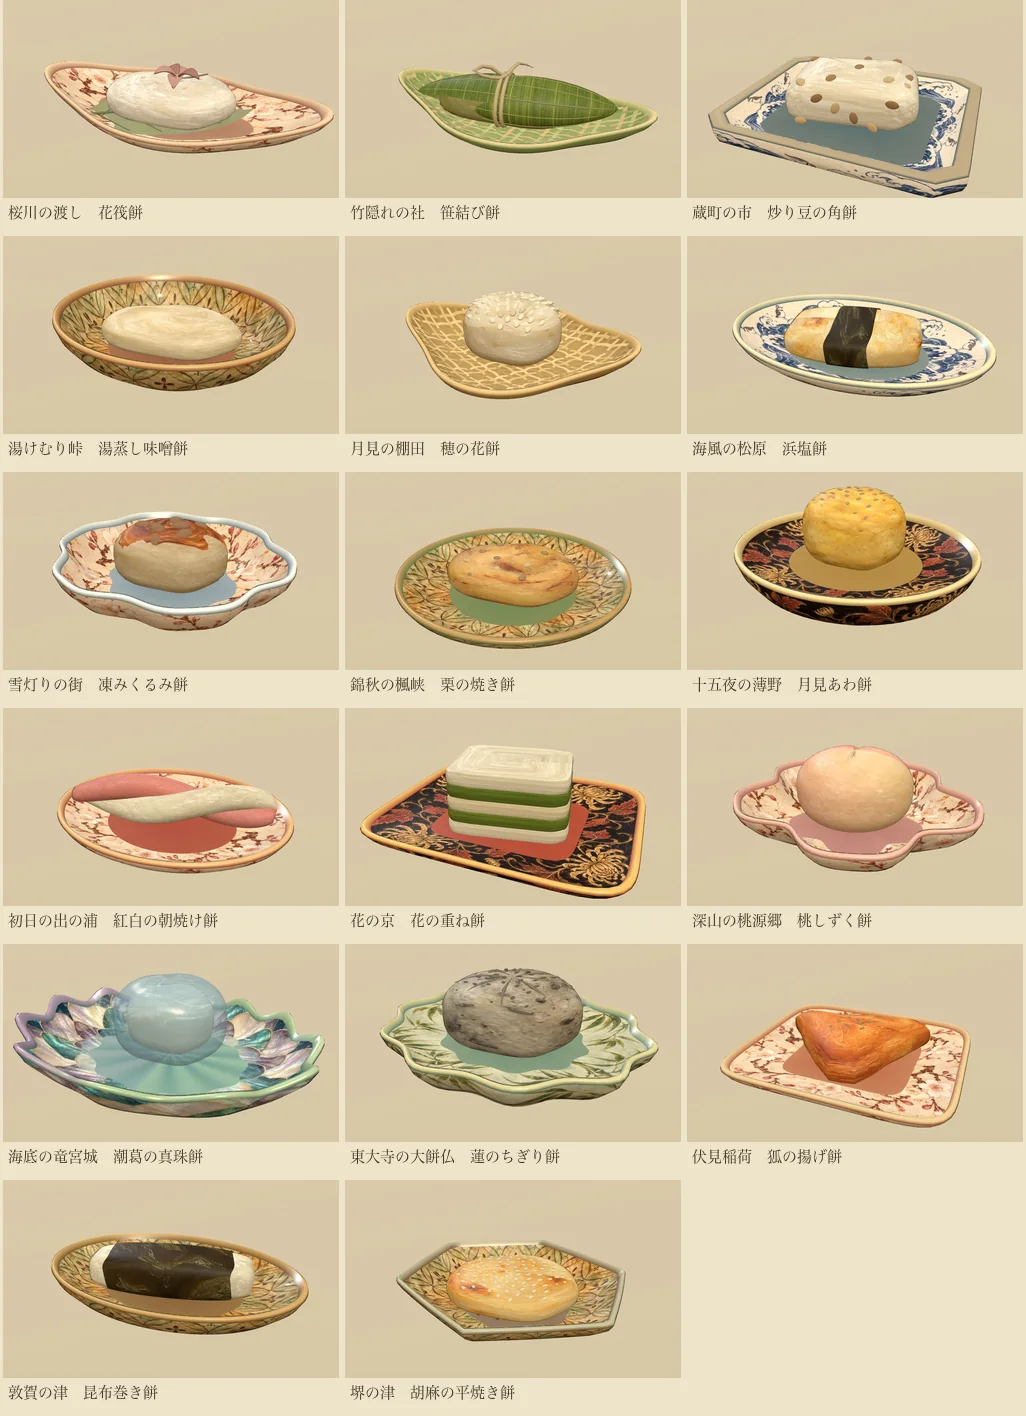 桜川の渡し　花筏餅
竹隠れの社　笹結び餅
蔵町の市　炒り豆の角餅
湯けむり峠　湯蒸し味噌餅
月見の棚田　穂の花餅
海風の松原　浜塩餅
雪灯りの街　凍みくるみ餅
錦秋の楓峡　栗の焼き餅
十五夜の薄野　月見あわ餅
初日の出の浦　紅白の朝焼け餅
花の京　花の重ね餅
深山の桃源郷　桃しずく餅
海底の竜宮城　潮葛の真珠餅
東大寺の大餅仏　蓮のちぎり餅
伏見稲荷　狐の揚げ餅
敦賀の津　昆布巻き餅
堺の津　胡麻の平焼き餅